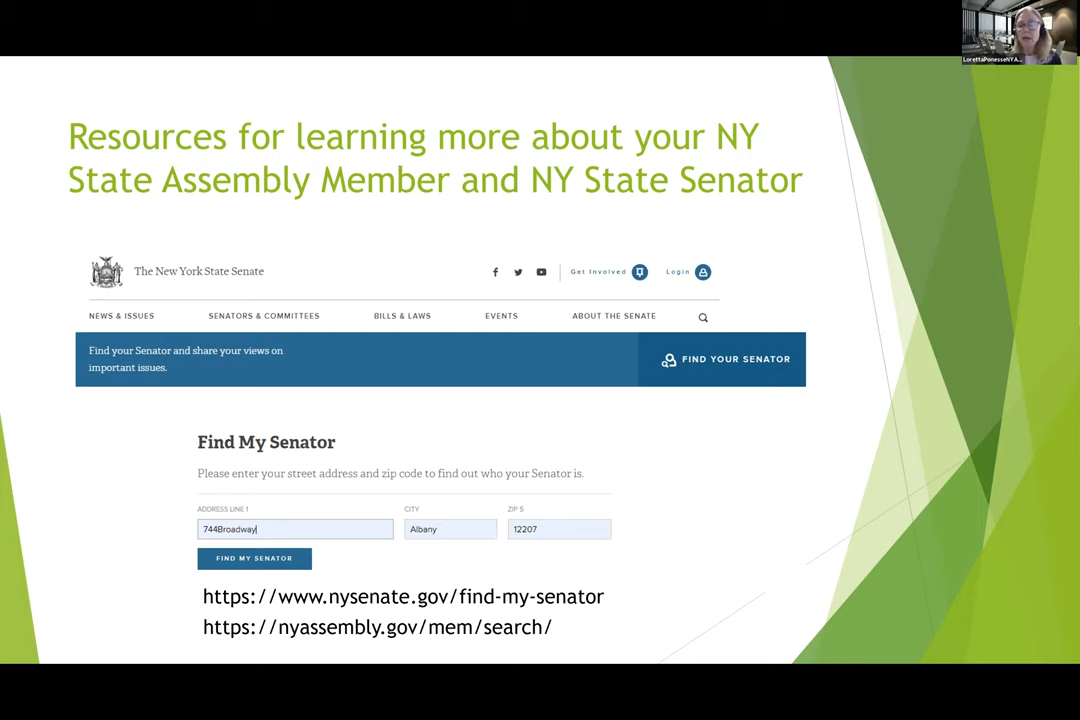 LorettaPonesseNYA...
Resources for learning more about your NY
State Assembly Member and NY State Senator
The New York State Senate
Get Involved
Login
NEWS & ISSUES
SENATORS & COMMITTEES
BILLS & LAWS
EVENTS
ABOUT THE SENATE
Find your Senator and share your views on
important issues.
FIND YOUR SENATOR
Find My Senator
Please enter your street address and zip code to find out who your Senator is.
ADDRESS LINE 1
CITY
ZIP 5
744Broadway
Albany
12207
FIND MY SENATOR
https://www.nysenate.gov/find-my-senator
https://nyassembly.gov/mem/search/